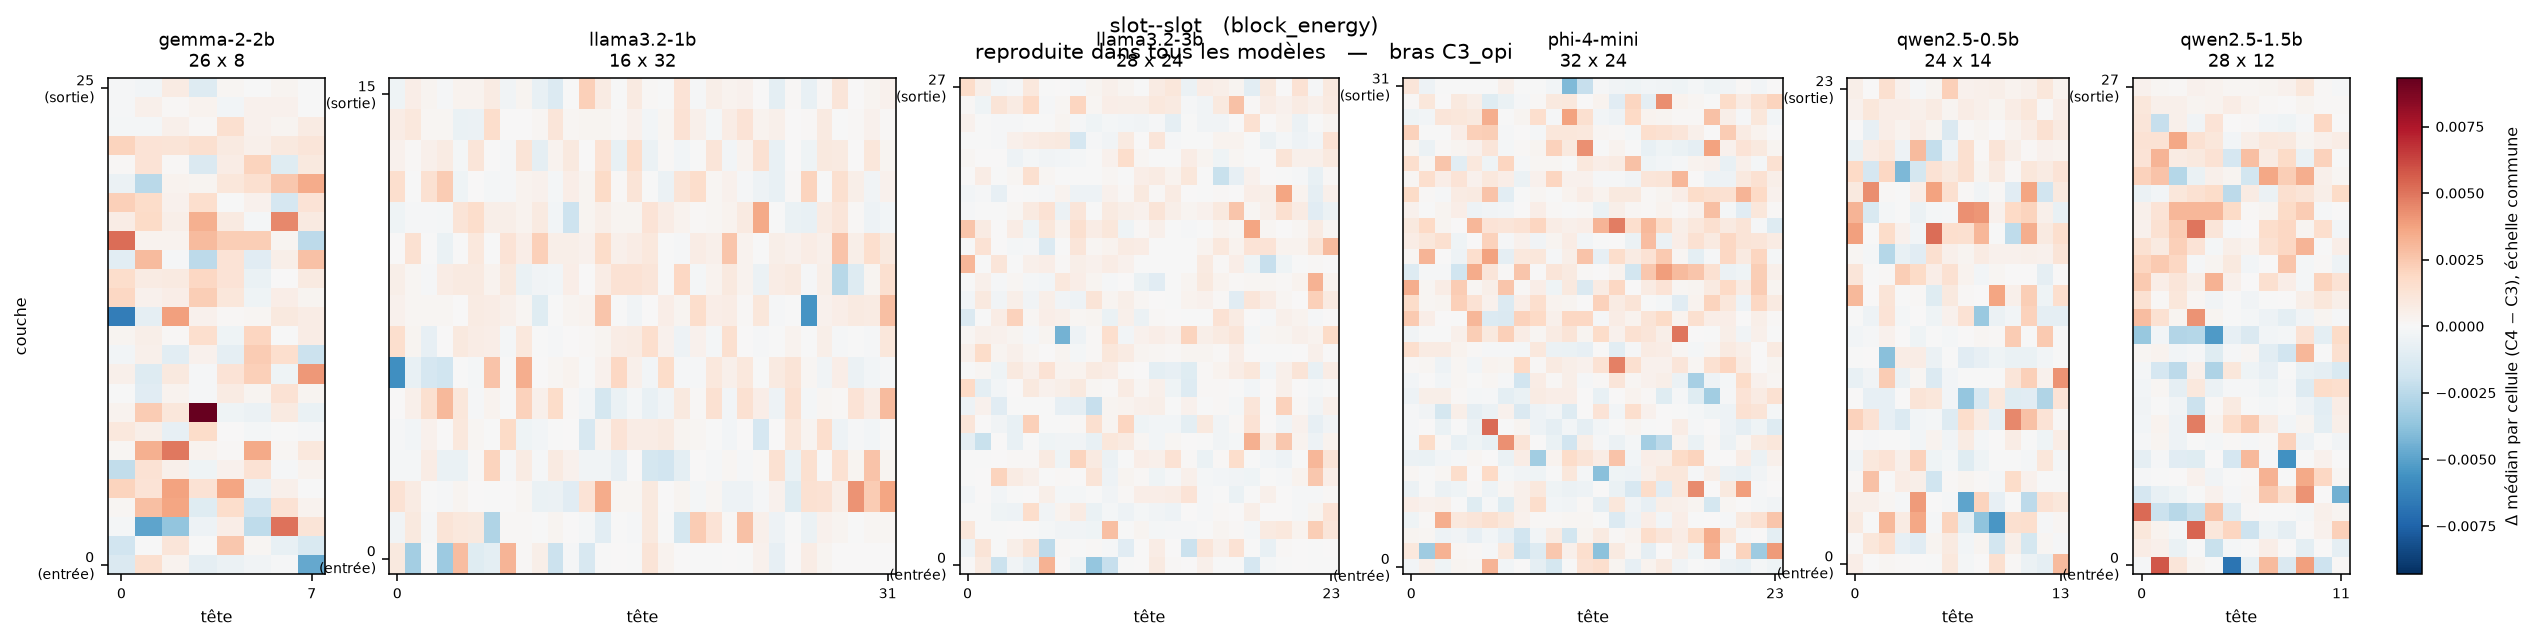 slot--slot   (block_energy)
reproduite dans tous les modèles   —   bras C3_opi
gemma-2-2b
26 x 8
llama3.2-1b
16 x 32
llama3.2-3b
28 x 24
phi-4-mini
32 x 24
qwen2.5-0.5b
24 x 14
qwen2.5-1.5b
28 x 12
couche
25
(sortie)
0
(entrée)
0
7
tête
15
(sortie)
0
(entrée)
0
31
tête
27
(sortie)
0
(entrée)
0
23
tête
31
(sortie)
0
(entrée)
0
23
tête
23
(sortie)
0
(entrée)
0
13
tête
27
(sortie)
0
(entrée)
0
11
tête
0.0075
0.0050
0.0025
0.0000
−0.0025
−0.0050
−0.0075
Δ médian par cellule (C4 − C3), échelle commune